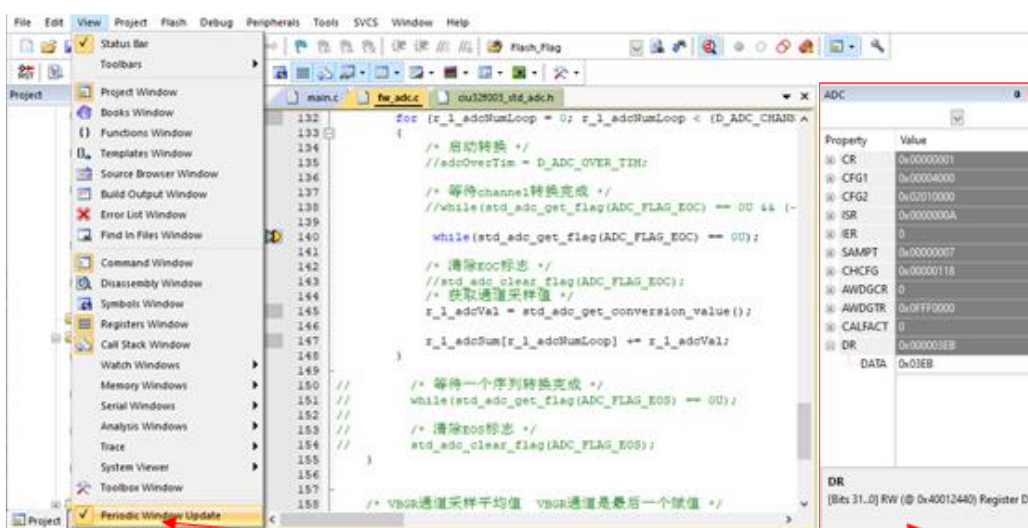 File Edit View Project Flash Debug Peripherals Tools SVCS Window Help
Flash_Flag
Status Bar
Toolbars
Project Window
Books Window
Functions Window
Templates Window
Source Browser Window
Build Output Window
Error List Window
Find In Files Window
Command Window
Disassembly Window
Symbols Window
Registers Window
Call Stack Window
Watch Windows
Memory Windows
Serial Windows
Analysis Windows
Trace
System Viewer
Toolbox Window
Periodic Window Update
Project
Project
main.c fw_adc.c ciu32f003_std_adc.h
132 for (r_l_adcNumLoop = 0; r_l_adcNumLoop < (D_ADC_CHANN
133 {
134 /* 启动转换 */
135 //adcOverTim = D_ADC_OVER_TIM;
136
137 /* 等待channel转换完成 */
138 //while(std_adc_get_flag(ADC_FLAG_EOC) == 0U && (-
139
140 while(std_adc_get_flag(ADC_FLAG_EOC) == 0U);
141
142 /* 清除EOC标志 */
143 //std_adc_clear_flag(ADC_FLAG_EOC);
144 /* 获取通道采样值 */
145 r_l_adcVal = std_adc_get_conversion_value();
146
147 r_l_adcSum[r_l_adcNumLoop] += r_l_adcVal;
148 }
149
150 // /* 等待一个序列转换完成 */
151 // while(std_adc_get_flag(ADC_FLAG_EOS) == 0U);
152 //
153 // /* 清除EOS标志 */
154 // std_adc_clear_flag(ADC_FLAG_EOS);
155 }
156
157
158 /* VBGR通道采样平均值 VBGR通道是最后一个赋值 */
ADC
Property Value
CR 0x00000001
CFG1 0x00004000
CFG2 0x02010000
ISR 0x0000000A
IER 0
SAMPT 0x00000007
CHCFG 0x00000118
AWDGCR 0
AWDGTR 0x0FFF0000
CALFACT 0
DR 0x000003EB
DATA 0x03EB
DR
[Bits 31..0] RW (@ 0x40012440) Register D